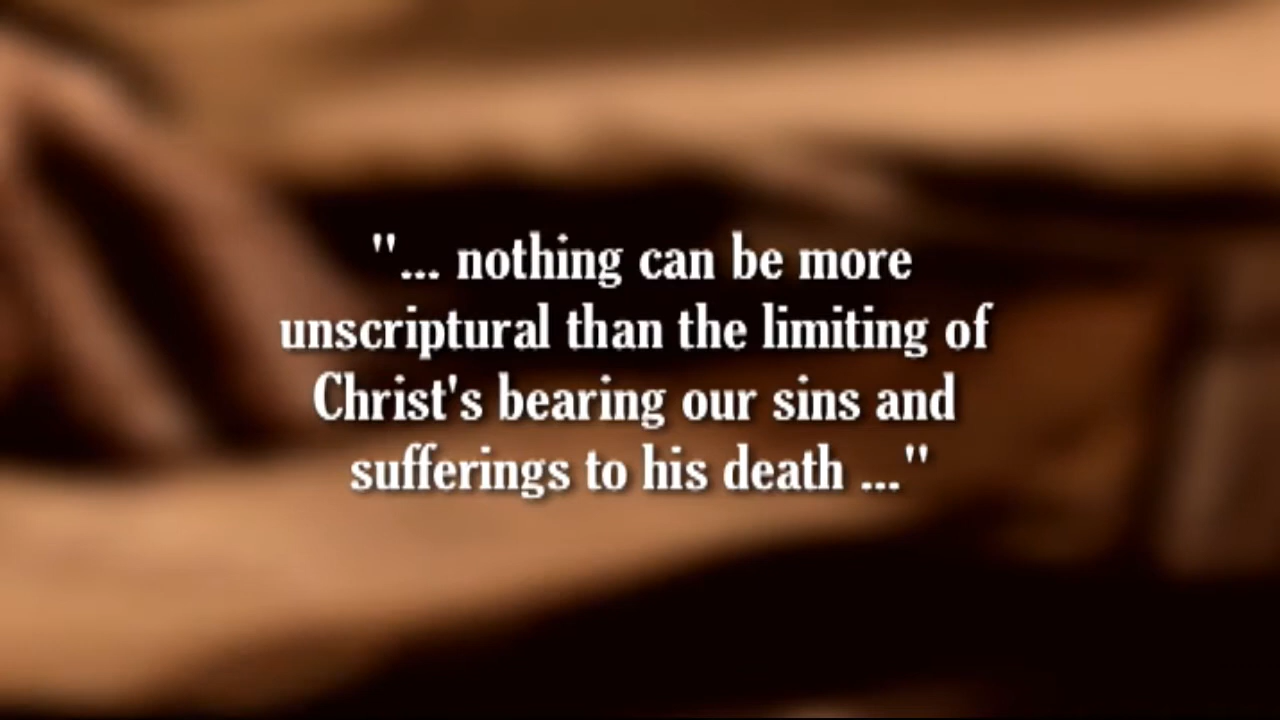 "... nothing can be more
unscriptural than the limiting of
Christ's bearing our sins and
sufferings to his death ..."